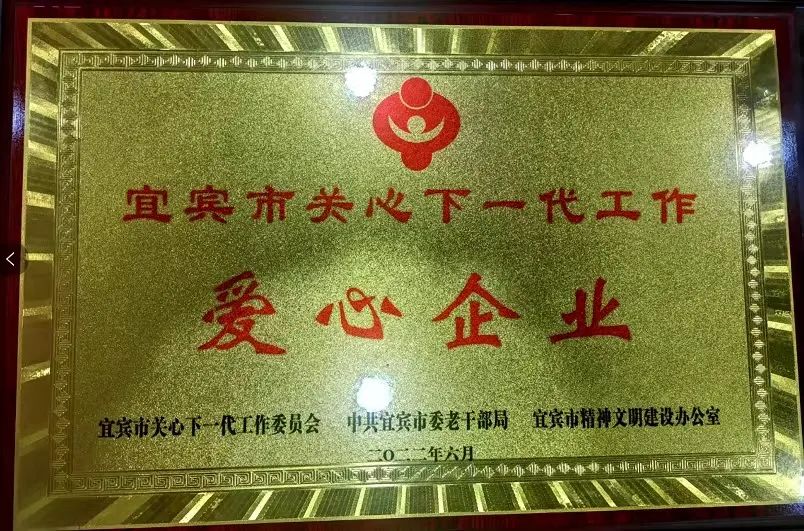 宜宾市关心下一代工作
爱心企业
宜宾市关心下一代工作委员会 中共宜宾市委老干部局 宜宾市精神文明建设办公室
二〇二二年六月